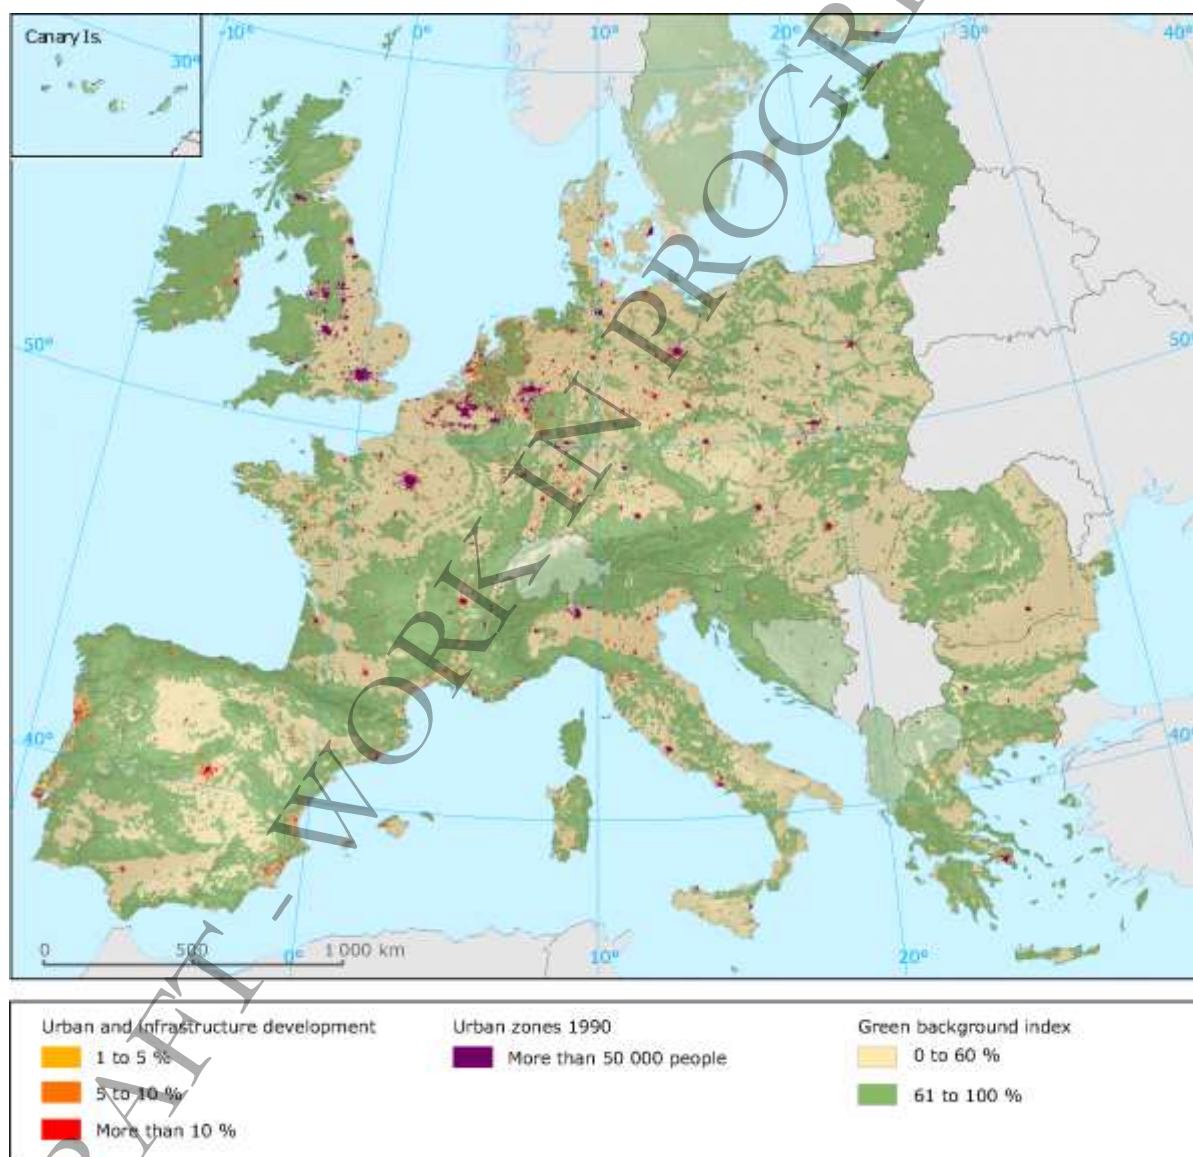 Canary Is.
30°
-10°
0°
10°
20°
30°
40°
50°
50°
40°
40°
0
500
1 000 km
0°
10°
20°
DRAFT - WORK IN PROGR
Urban and infrastructure development
1 to 5 %
5 to 10 %
More than 10 %
Urban zones 1990
More than 50 000 people
Green background index
0 to 60 %
61 to 100 %